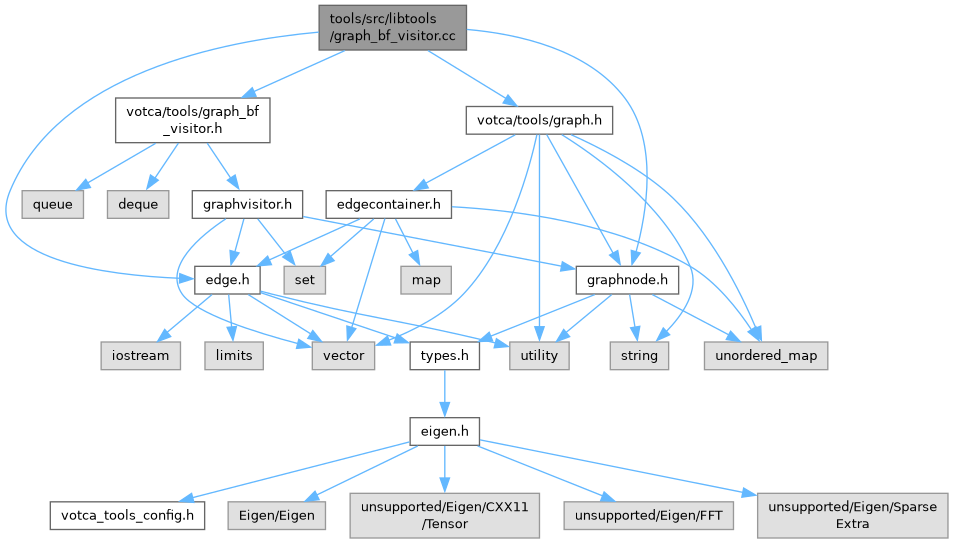 tools/src/libtools
/graph_bf_visitor.cc
votca/tools/graph_bf
_visitor.h
votca/tools/graph.h
queue
deque
graphvisitor.h
edgecontainer.h
edge.h
set
map
graphnode.h
iostream
limits
vector
types.h
utility
string
unordered_map
eigen.h
votca_tools_config.h
Eigen/Eigen
unsupported/Eigen/CXX11
/Tensor
unsupported/Eigen/FFT
unsupported/Eigen/Sparse
Extra